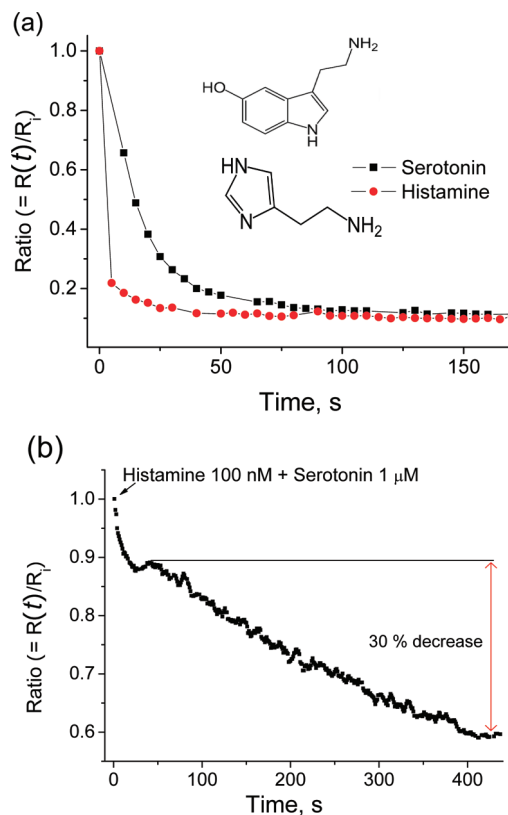 (a)
1.0
0.8
0.6
0.4
0.2
0
50
100
150
Ratio (= R(t)/Rᵢ)
Time, s
NH₂
HO
N
H
HN
N
NH₂
Serotonin
Histamine
(b)
Histamine 100 nM + Serotonin 1 μM
1.0
0.9
0.8
0.7
0.6
30 % decrease
0
100
200
300
400
Ratio (= R(t)/Rᵢ)
Time, s